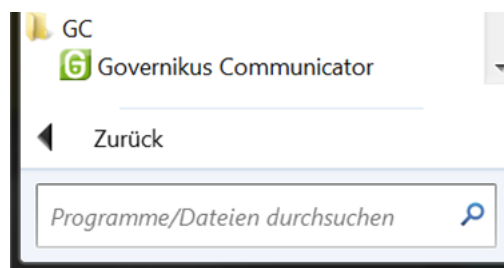 GC
Governikus Communicator
Zurück
Programme/Dateien durchsuchen